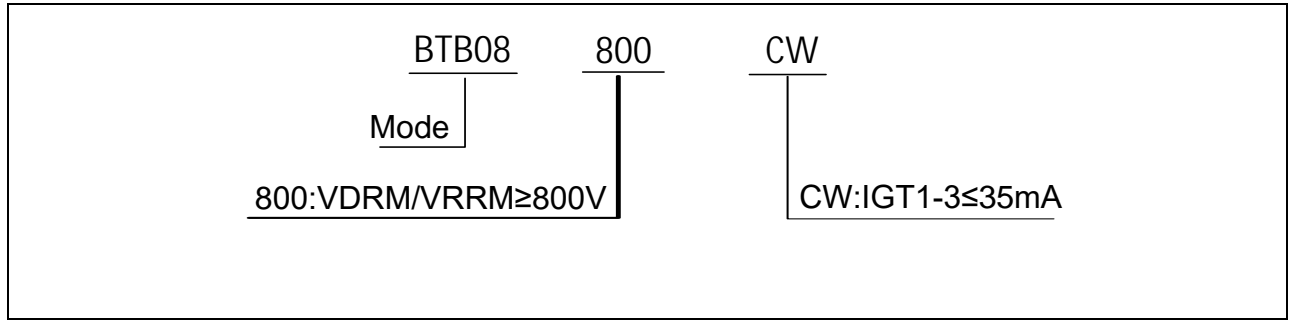 BTB08 800 CW
Mode
800:VDRM/VRRM≥800V CW:IGT1-3≤35mA